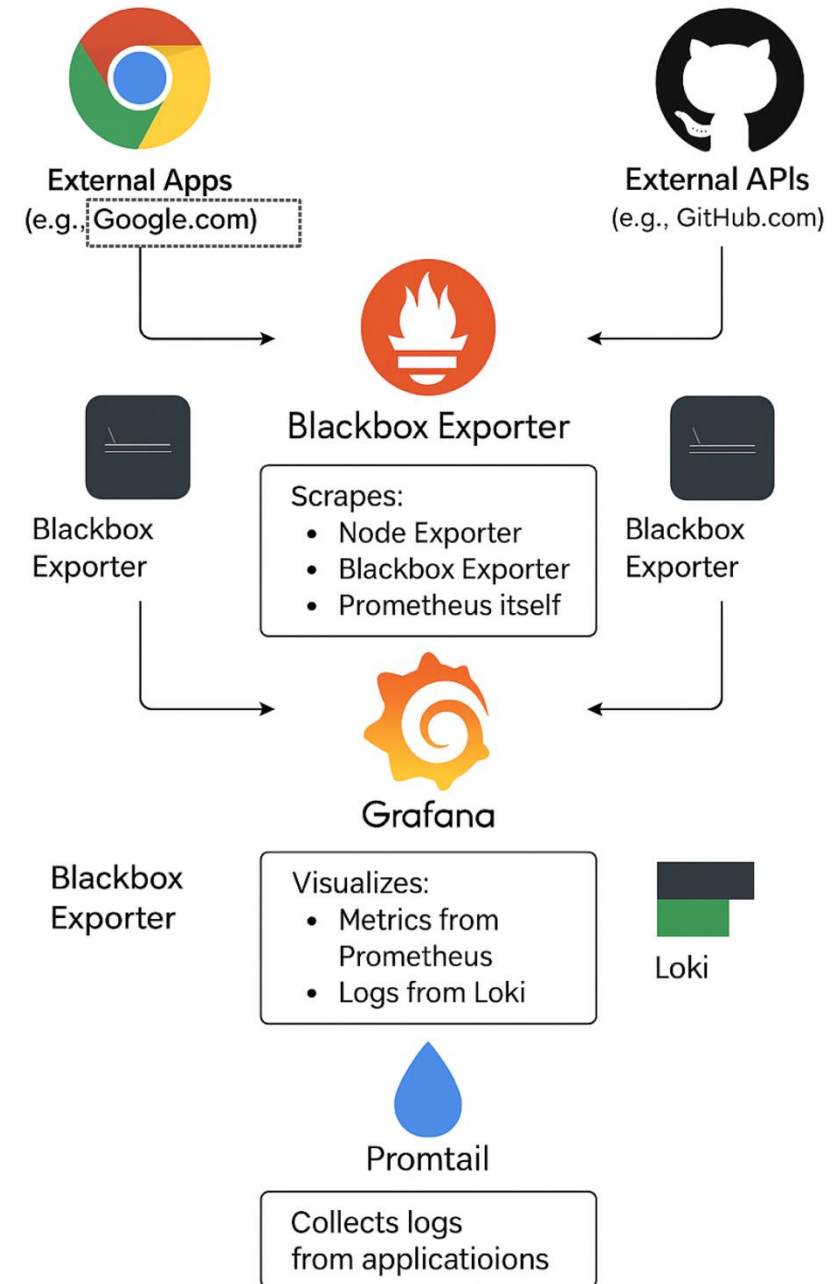 External Apps
(e.g., Google.com)
External APIs
(e.g., GitHub.com)
Blackbox Exporter
Blackbox
Exporter
Scrapes:
• Node Exporter
• Blackbox Exporter
• Prometheus itself
Blackbox
Exporter
Grafana
Blackbox
Exporter
Visualizes:
• Metrics from
Prometheus
• Logs from Loki
Loki
Promtail
Collects logs
from applicatioions